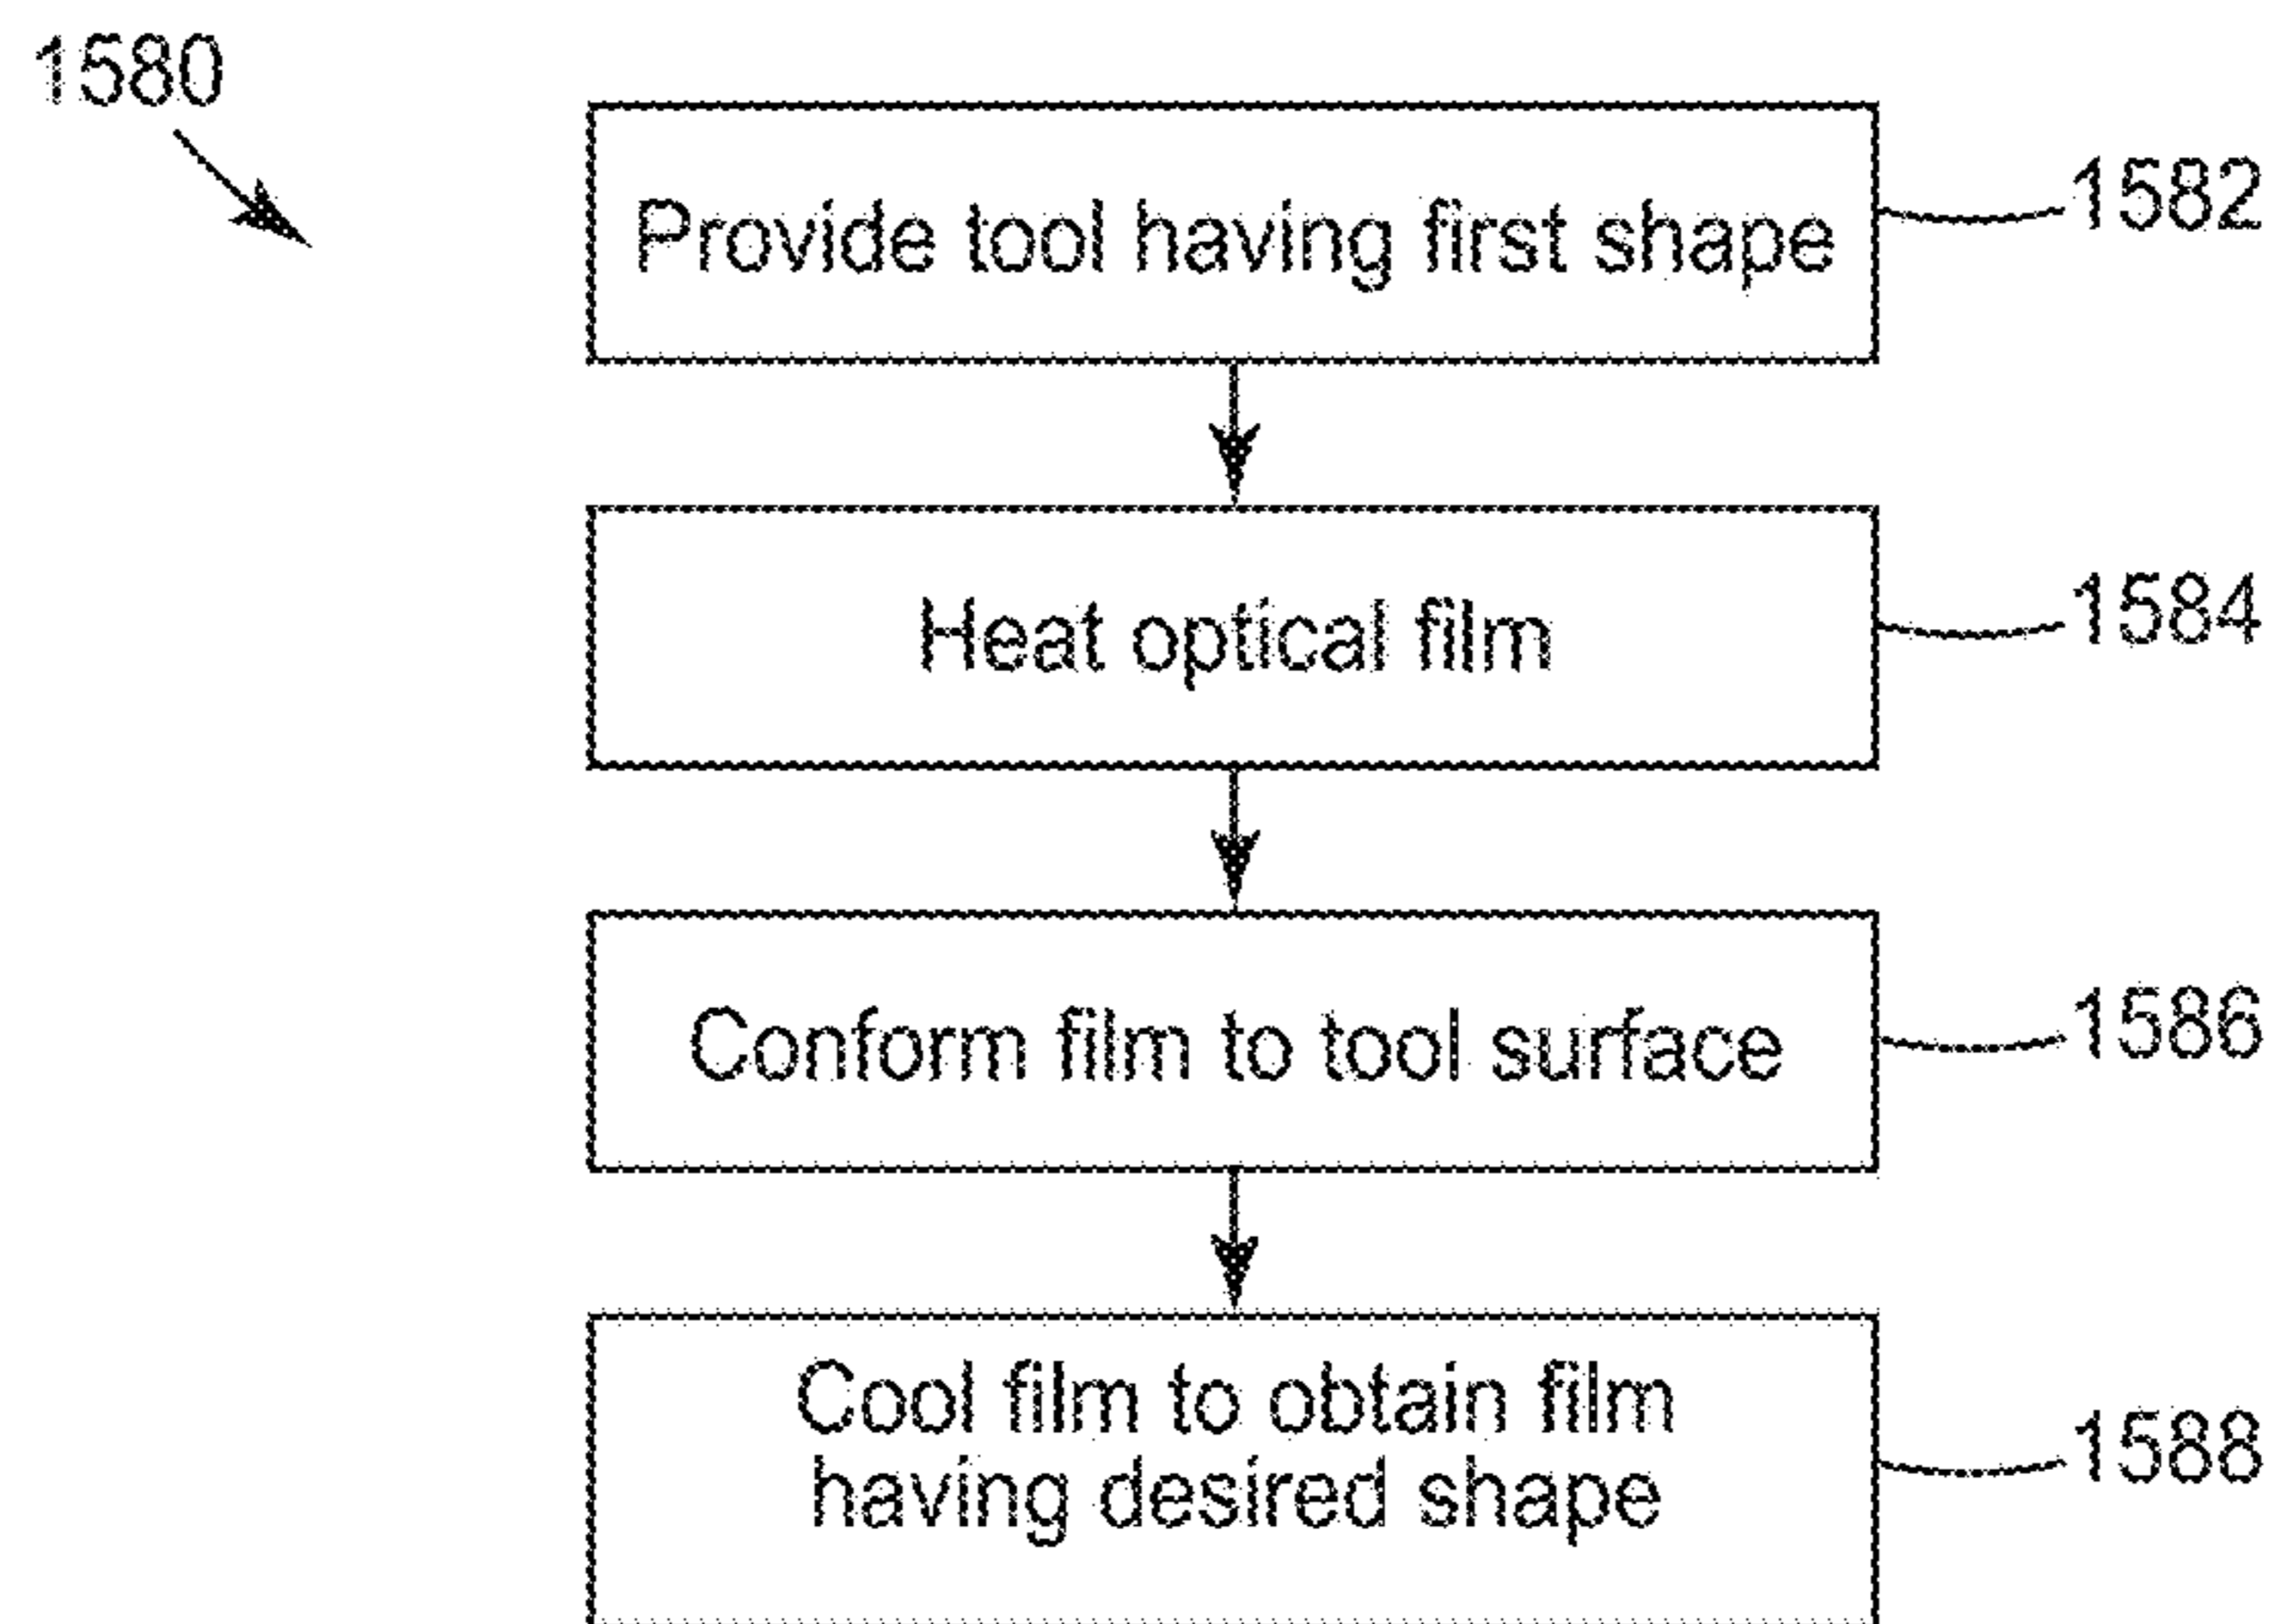 1580
Provide tool having first shape
1582
Heat optical film
1584
Conform film to tool surface
1586
Cool film to obtain film
having desired shape
1588